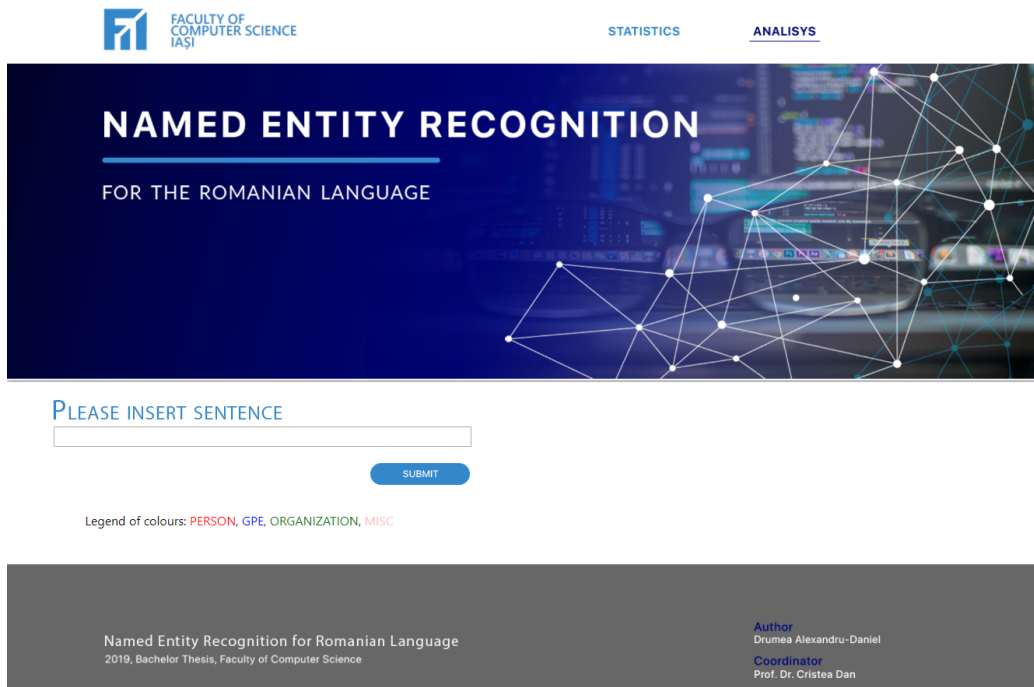 FACULTY OF
COMPUTER SCIENCE
IAȘI
STATISTICS
ANALISYS
NAMED ENTITY RECOGNITION
FOR THE ROMANIAN LANGUAGE
PLEASE INSERT SENTENCE
SUBMIT
Legend of colours: PERSON, GPE, ORGANIZATION, MISC
Named Entity Recognition for Romanian Language
2019, Bachelor Thesis, Faculty of Computer Science
Author
Drumea Alexandru-Daniel
Coordinator
Prof. Dr. Cristea Dan